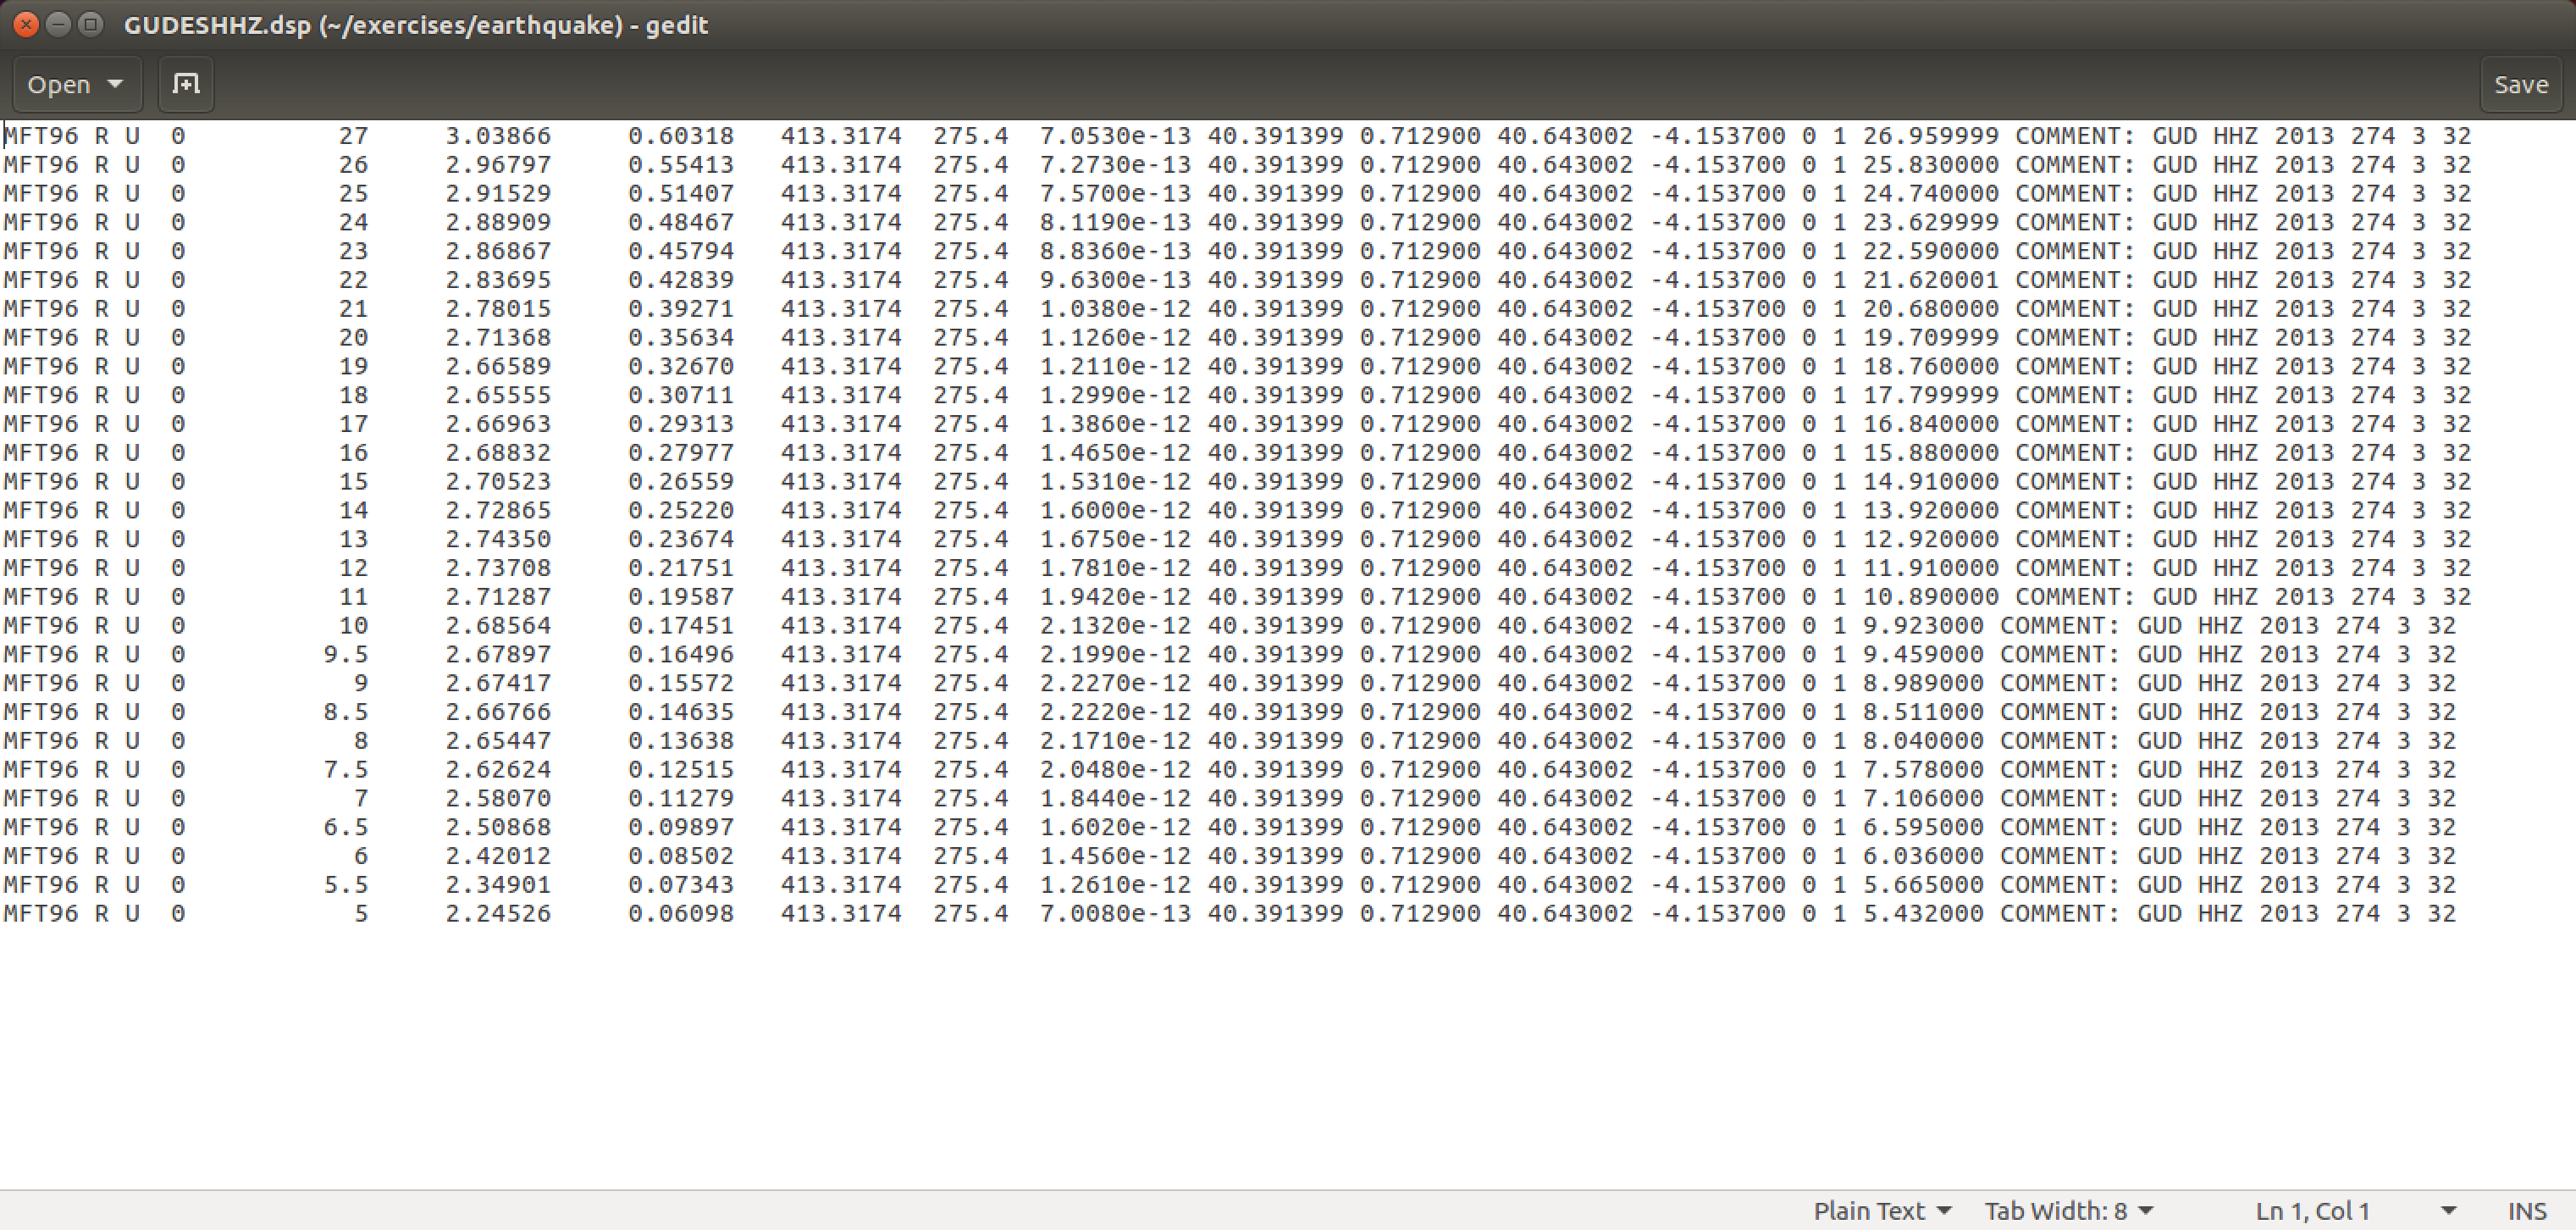 GUDESHHZ.dsp (~/exercises/earthquake) - gedit
Open Save
MFT96 R U 0 27 3.03866 0.60318 413.3174 275.4 7.0530e-13 40.391399 0.712900 40.643002 -4.153700 0 1 26.959999 COMMENT: GUD HHZ 2013 274 3 32
MFT96 R U 0 26 2.96797 0.55413 413.3174 275.4 7.2730e-13 40.391399 0.712900 40.643002 -4.153700 0 1 25.830000 COMMENT: GUD HHZ 2013 274 3 32
MFT96 R U 0 25 2.91529 0.51407 413.3174 275.4 7.5700e-13 40.391399 0.712900 40.643002 -4.153700 0 1 24.740000 COMMENT: GUD HHZ 2013 274 3 32
MFT96 R U 0 24 2.88909 0.48467 413.3174 275.4 8.1190e-13 40.391399 0.712900 40.643002 -4.153700 0 1 23.629999 COMMENT: GUD HHZ 2013 274 3 32
MFT96 R U 0 23 2.86867 0.45794 413.3174 275.4 8.8360e-13 40.391399 0.712900 40.643002 -4.153700 0 1 22.590000 COMMENT: GUD HHZ 2013 274 3 32
MFT96 R U 0 22 2.83695 0.42839 413.3174 275.4 9.6300e-13 40.391399 0.712900 40.643002 -4.153700 0 1 21.620001 COMMENT: GUD HHZ 2013 274 3 32
MFT96 R U 0 21 2.78015 0.39271 413.3174 275.4 1.0380e-12 40.391399 0.712900 40.643002 -4.153700 0 1 20.680000 COMMENT: GUD HHZ 2013 274 3 32
MFT96 R U 0 20 2.71368 0.35634 413.3174 275.4 1.1260e-12 40.391399 0.712900 40.643002 -4.153700 0 1 19.709999 COMMENT: GUD HHZ 2013 274 3 32
MFT96 R U 0 19 2.66589 0.32670 413.3174 275.4 1.2110e-12 40.391399 0.712900 40.643002 -4.153700 0 1 18.760000 COMMENT: GUD HHZ 2013 274 3 32
MFT96 R U 0 18 2.65555 0.30711 413.3174 275.4 1.2990e-12 40.391399 0.712900 40.643002 -4.153700 0 1 17.799999 COMMENT: GUD HHZ 2013 274 3 32
MFT96 R U 0 17 2.66963 0.29313 413.3174 275.4 1.3860e-12 40.391399 0.712900 40.643002 -4.153700 0 1 16.840000 COMMENT: GUD HHZ 2013 274 3 32
MFT96 R U 0 16 2.68832 0.27977 413.3174 275.4 1.4650e-12 40.391399 0.712900 40.643002 -4.153700 0 1 15.880000 COMMENT: GUD HHZ 2013 274 3 32
MFT96 R U 0 15 2.70523 0.26559 413.3174 275.4 1.5310e-12 40.391399 0.712900 40.643002 -4.153700 0 1 14.910000 COMMENT: GUD HHZ 2013 274 3 32
MFT96 R U 0 14 2.72865 0.25220 413.3174 275.4 1.6000e-12 40.391399 0.712900 40.643002 -4.153700 0 1 13.920000 COMMENT: GUD HHZ 2013 274 3 32
MFT96 R U 0 13 2.74350 0.23674 413.3174 275.4 1.6750e-12 40.391399 0.712900 40.643002 -4.153700 0 1 12.920000 COMMENT: GUD HHZ 2013 274 3 32
MFT96 R U 0 12 2.73708 0.21751 413.3174 275.4 1.7810e-12 40.391399 0.712900 40.643002 -4.153700 0 1 11.910000 COMMENT: GUD HHZ 2013 274 3 32
MFT96 R U 0 11 2.71287 0.19587 413.3174 275.4 1.9420e-12 40.391399 0.712900 40.643002 -4.153700 0 1 10.890000 COMMENT: GUD HHZ 2013 274 3 32
MFT96 R U 0 10 2.68564 0.17451 413.3174 275.4 2.1320e-12 40.391399 0.712900 40.643002 -4.153700 0 1 9.923000 COMMENT: GUD HHZ 2013 274 3 32
MFT96 R U 0 9.5 2.67897 0.16496 413.3174 275.4 2.1990e-12 40.391399 0.712900 40.643002 -4.153700 0 1 9.459000 COMMENT: GUD HHZ 2013 274 3 32
MFT96 R U 0 9 2.67417 0.15572 413.3174 275.4 2.2270e-12 40.391399 0.712900 40.643002 -4.153700 0 1 8.989000 COMMENT: GUD HHZ 2013 274 3 32
MFT96 R U 0 8.5 2.66766 0.14635 413.3174 275.4 2.2220e-12 40.391399 0.712900 40.643002 -4.153700 0 1 8.511000 COMMENT: GUD HHZ 2013 274 3 32
MFT96 R U 0 8 2.65447 0.13638 413.3174 275.4 2.1710e-12 40.391399 0.712900 40.643002 -4.153700 0 1 8.040000 COMMENT: GUD HHZ 2013 274 3 32
MFT96 R U 0 7.5 2.62624 0.12515 413.3174 275.4 2.0480e-12 40.391399 0.712900 40.643002 -4.153700 0 1 7.578000 COMMENT: GUD HHZ 2013 274 3 32
MFT96 R U 0 7 2.58070 0.11279 413.3174 275.4 1.8440e-12 40.391399 0.712900 40.643002 -4.153700 0 1 7.106000 COMMENT: GUD HHZ 2013 274 3 32
MFT96 R U 0 6.5 2.50868 0.09897 413.3174 275.4 1.6020e-12 40.391399 0.712900 40.643002 -4.153700 0 1 6.595000 COMMENT: GUD HHZ 2013 274 3 32
MFT96 R U 0 6 2.42012 0.08502 413.3174 275.4 1.4560e-12 40.391399 0.712900 40.643002 -4.153700 0 1 6.036000 COMMENT: GUD HHZ 2013 274 3 32
MFT96 R U 0 5.5 2.34901 0.07343 413.3174 275.4 1.2610e-12 40.391399 0.712900 40.643002 -4.153700 0 1 5.665000 COMMENT: GUD HHZ 2013 274 3 32
MFT96 R U 0 5 2.24526 0.06098 413.3174 275.4 7.0080e-13 40.391399 0.712900 40.643002 -4.153700 0 1 5.432000 COMMENT: GUD HHZ 2013 274 3 32
Plain Text Tab Width: 8 Ln 1, Col 1 INS